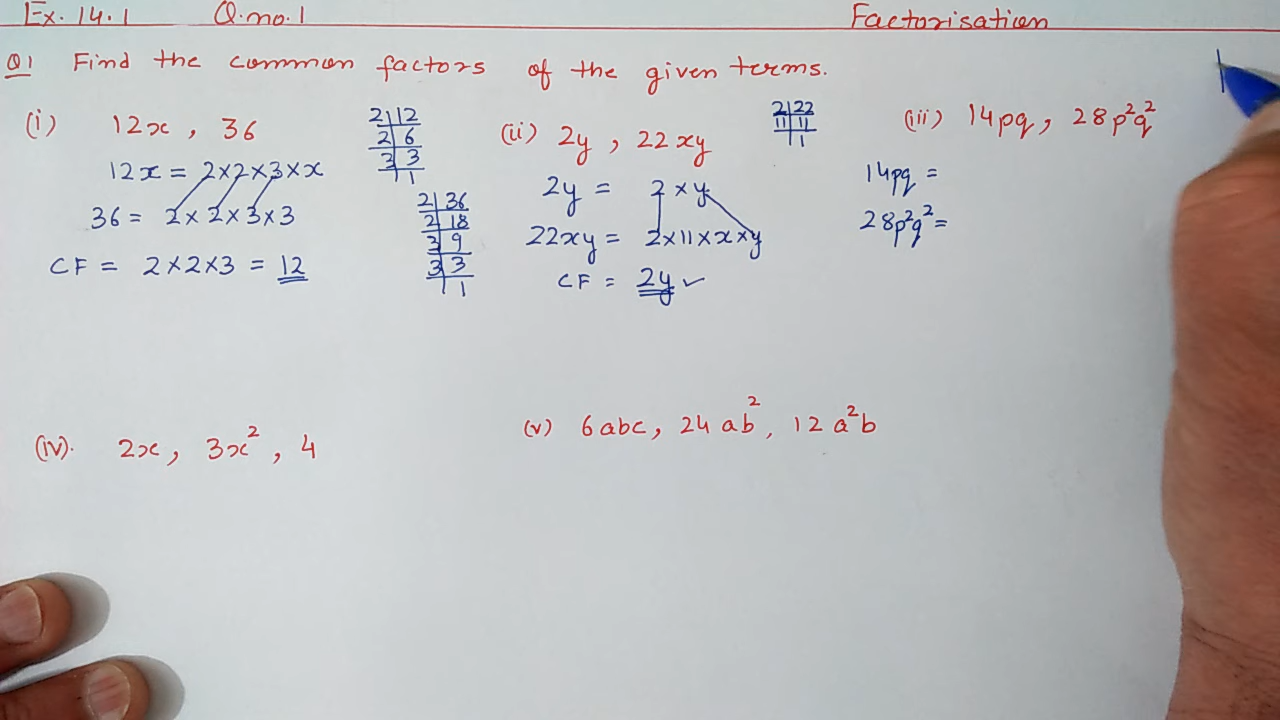 Ex. 14.1 Q.no.1 Factorisation
Q1 Find the common factors of the given terms.
(i) 12x , 36
12x = 2×2×3×x
36 = 2×2×3×3
CF = 2×2×3 = 12
2 12
2 6
3 3
1
2 36
2 18
3 9
3 3
1
(ii) 2y , 22xy
2y = 2×y
22xy = 2×11×x×y
CF = 2y ✓
2 22
11 11
1
(iii) 14pq, 28p²q²
14pq =
28p²q² =
(iv). 2x, 3x², 4
(v) 6abc, 24ab², 12a²b